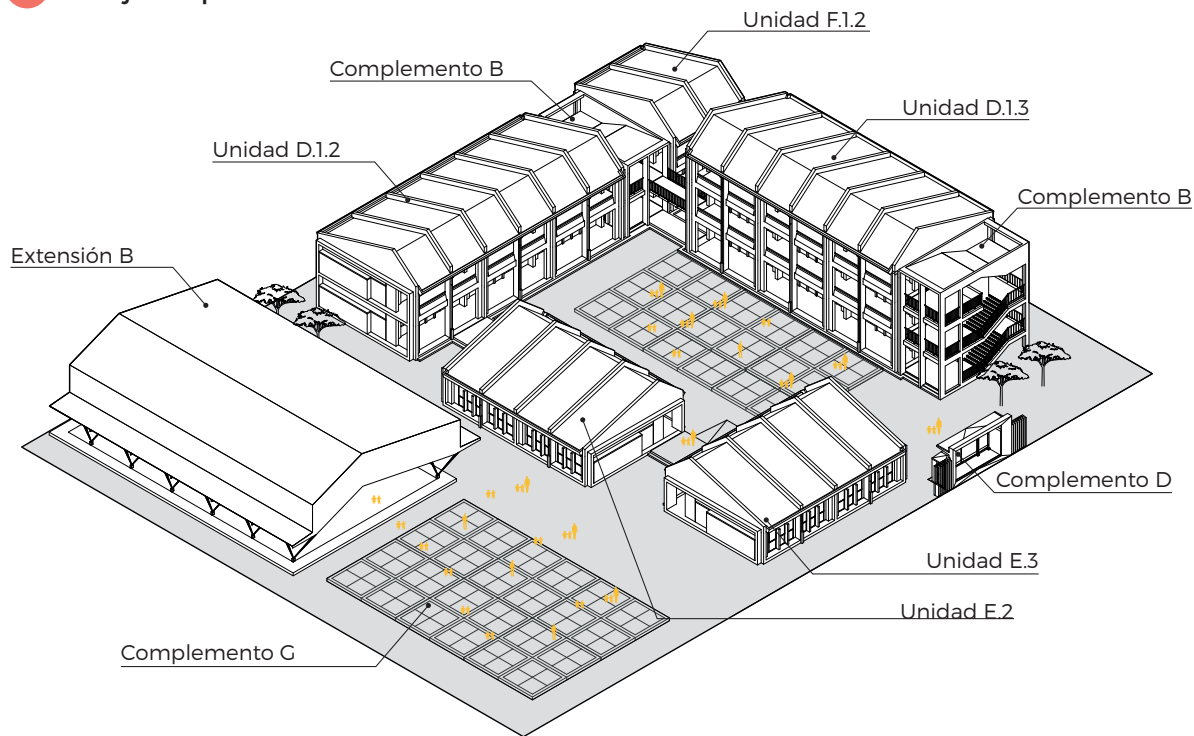 Unidad F.1.2
Complemento B
Unidad D.1.3
Unidad D.1.2
Complemento B
Extensión B
Complemento D
Unidad E.3
Unidad E.2
Complemento G